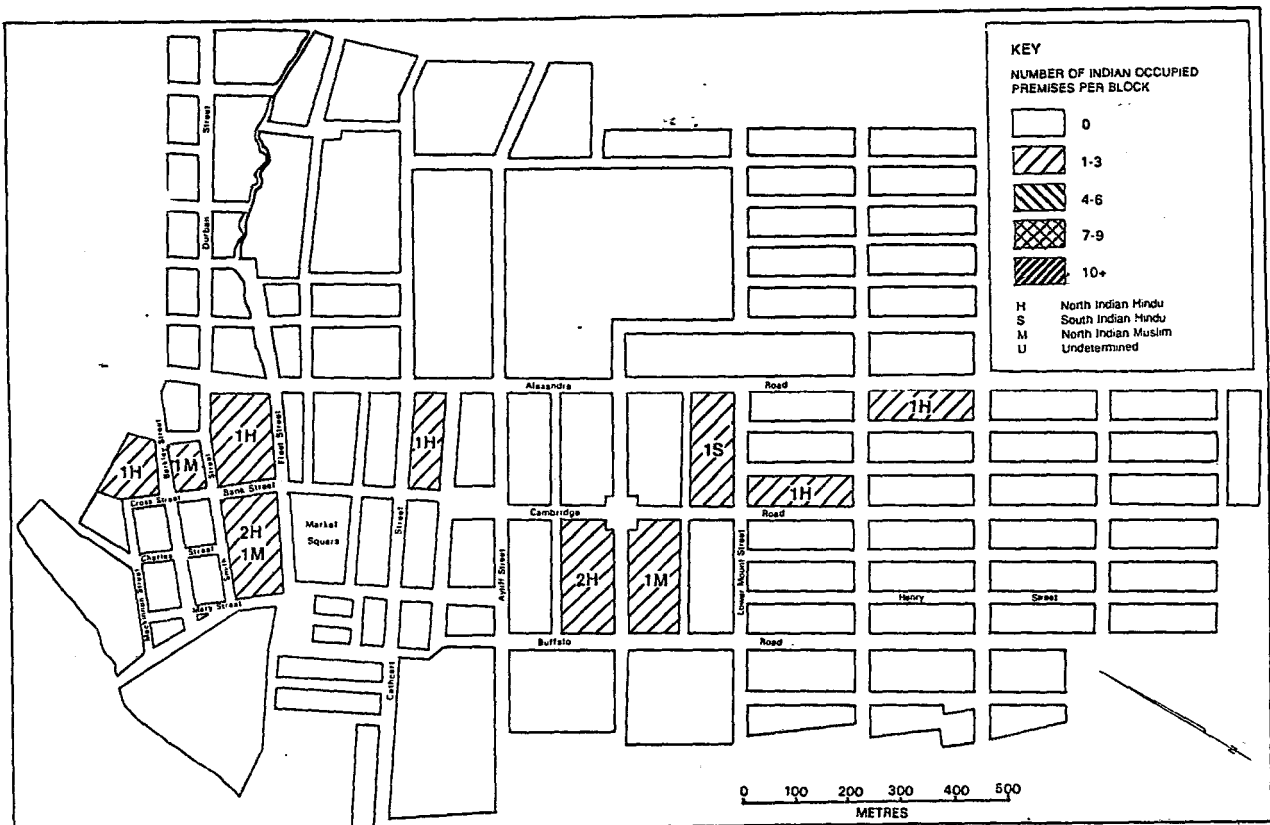 KEY
NUMBER OF INDIAN OCCUPIED
PREMISES PER BLOCK
0
1-3
4-6
7-9
10+
H North Indian Hindu
S South Indian Hindu
M North Indian Muslim
U Undetermined
Street
Durban
Alexandra Road
1H
1H
1H
1S
1H
1M
Berkley Street
Street
Fleet Street
1H
Cross Street
Bank Street
Cambridge Road
2H
1M
Market
Square
Street
Charles Street
Smith
2H
1M
Mackinnon Street
Mary Street
Ayliff Street
Lower Mount Street
Henry Street
Buffalo Road
Cathcart
0 100 200 300 400 500
METRES
N